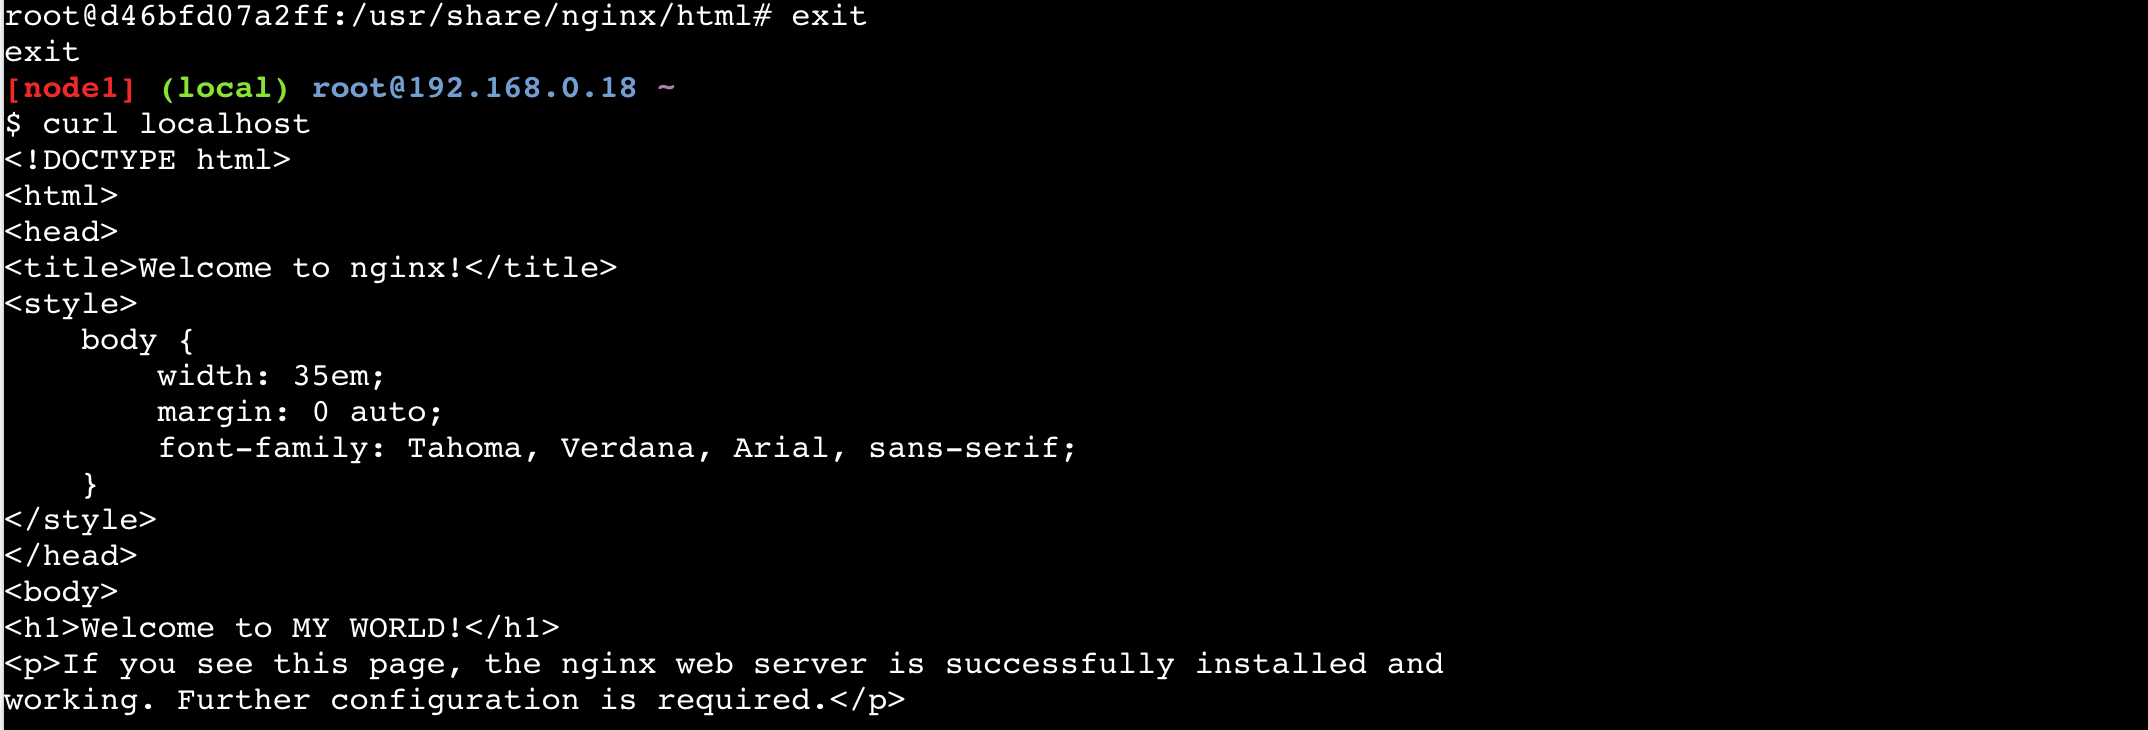 root@d46bfd07a2ff:/usr/share/nginx/html# exit
exit
[node1] (local) root@192.168.0.18 ~
$ curl localhost
<!DOCTYPE html>
<html>
<head>
<title>Welcome to nginx!</title>
<style>
    body {
        width: 35em;
        margin: 0 auto;
        font-family: Tahoma, Verdana, Arial, sans-serif;
    }
</style>
</head>
<body>
<h1>Welcome to MY WORLD!</h1>
<p>If you see this page, the nginx web server is successfully installed and
working. Further configuration is required.</p>